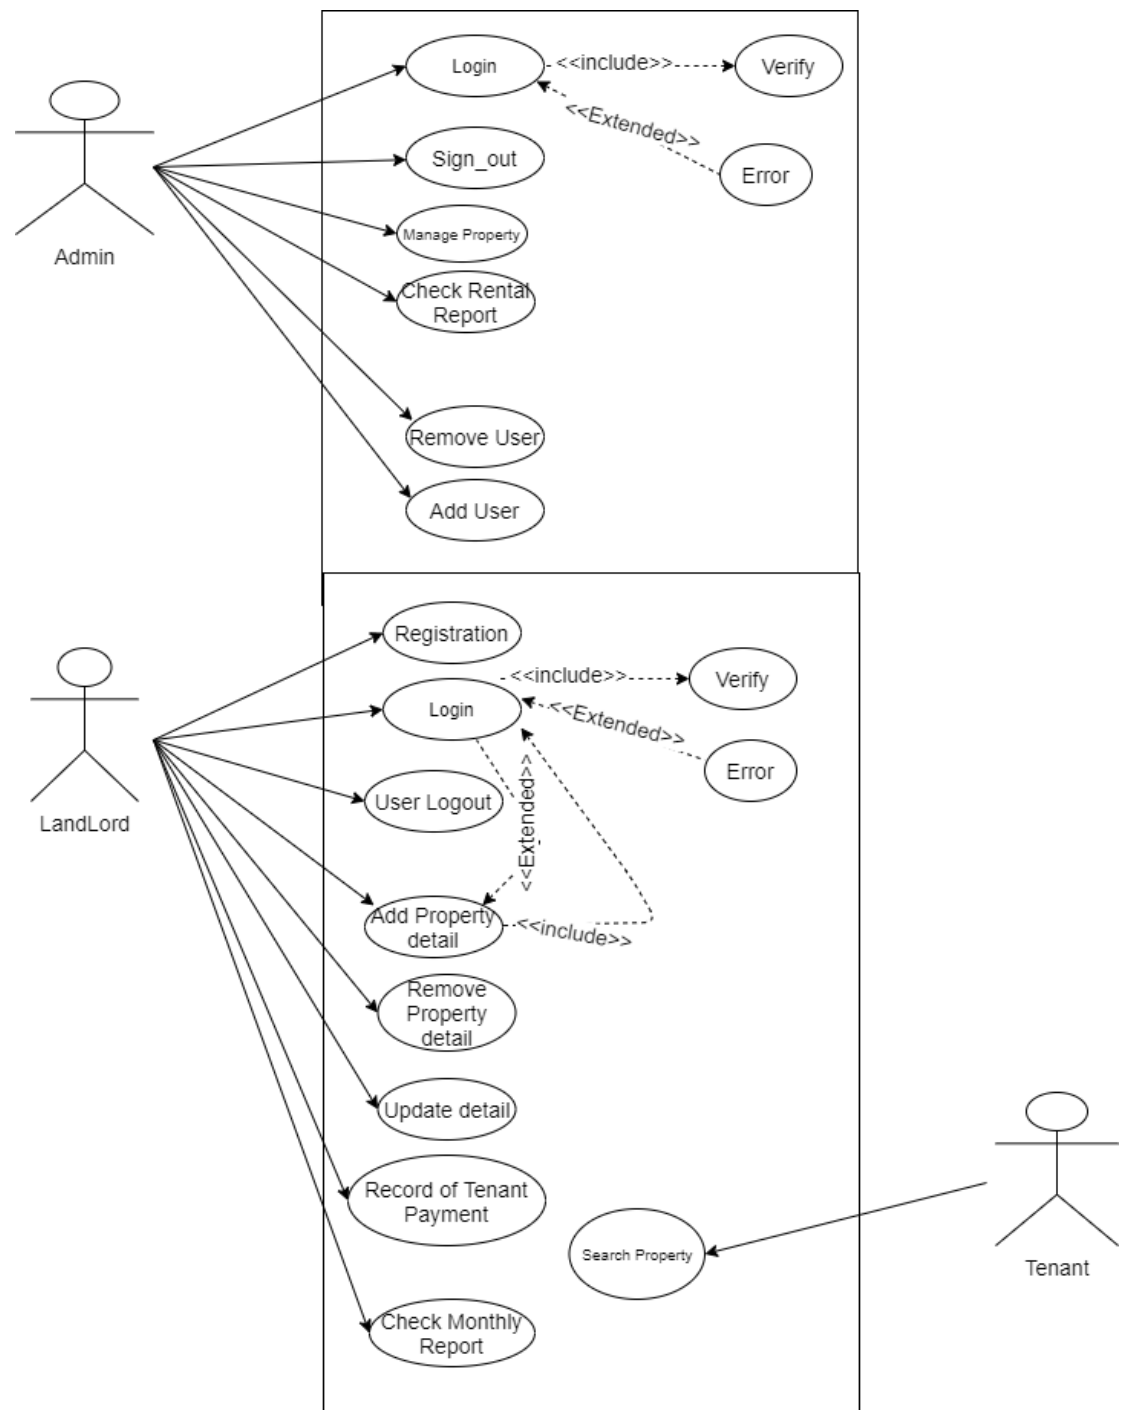 Login
<<include>>
Verify
<<Extended>>
Error
Sign_out
Manage Property
Admin
Check Rental
Report
Remove User
Add User
Registration
<<include>>
Verify
Login
<<Extended>>
Error
User Logout
<<Extended>>
LandLord
Add Property
detail
<<include>>
Remove
Property
detail
Update detail
Record of Tenant
Payment
Search Property
Tenant
Check Monthly
Report